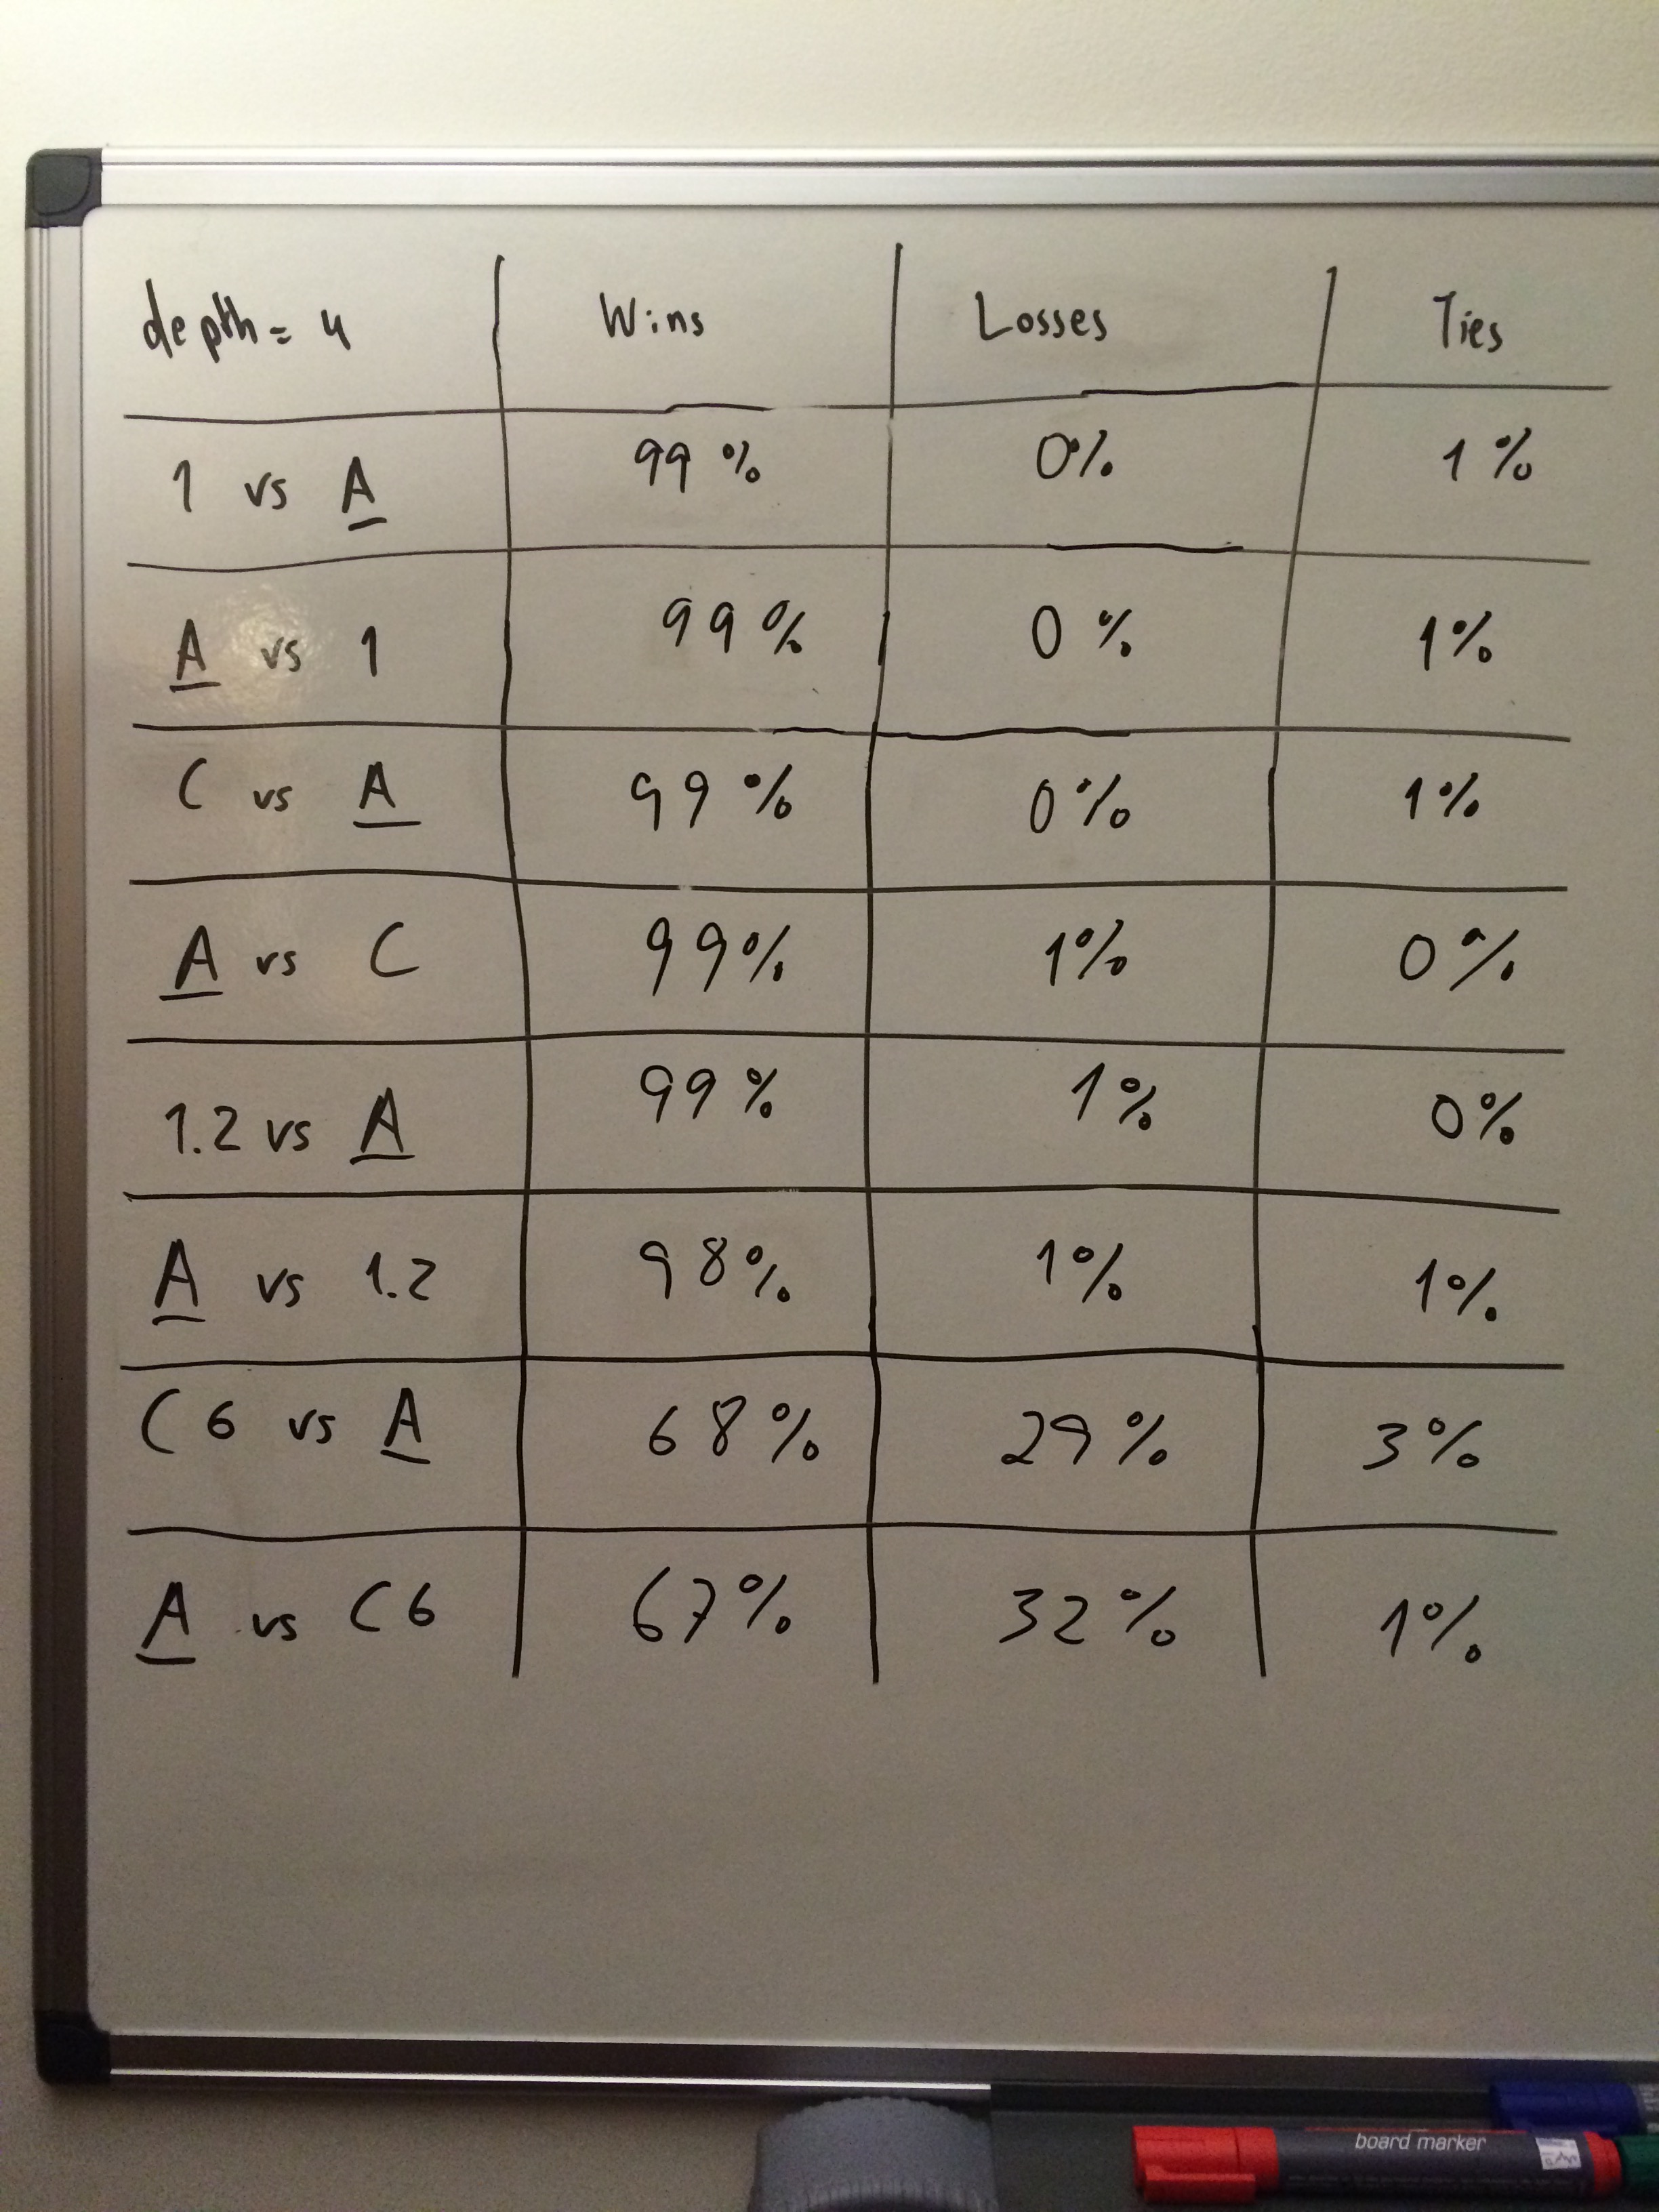 depth = 4 Wins Losses Ties
1 vs A 99% 0% 1%
A vs 1 99% 0% 1%
C vs A 99% 0% 1%
A vs C 99% 1% 0%
1.2 vs A 99% 1% 0%
A vs 1.2 98% 1% 1%
C6 vs A 68% 29% 3%
A vs C6 67% 32% 1%
board marker